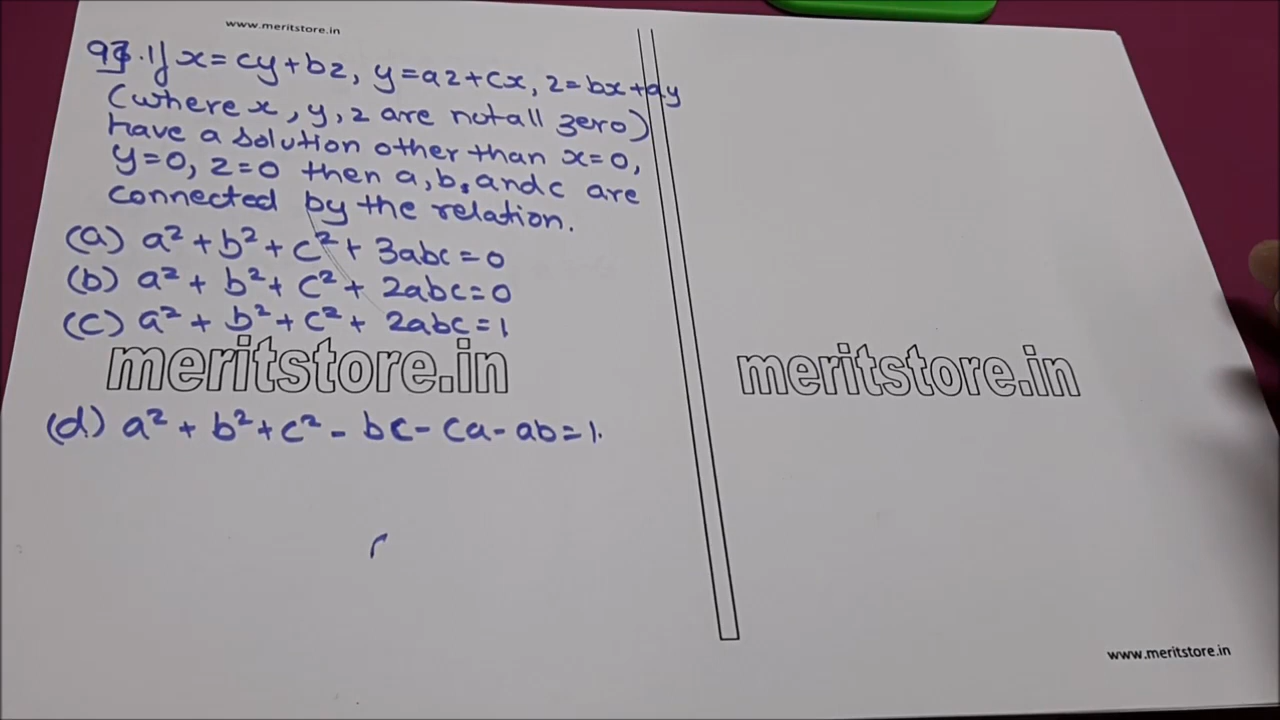 www.meritstore.in
93. If x = cy + bz, y = az + cx, z = bx + ay
(where x, y, z are not all zero)
have a solution other than x = 0,
y = 0, z = 0 then a, b, and c are
connected by the relation.
(a) a² + b² + c² + 3abc = 0
(b) a² + b² + c² + 2abc = 0
(c) a² + b² + c² + 2abc = 1
meritstore.in
(d) a² + b² + c² - bc - ca - ab = 1.
meritstore.in
www.meritstore.in